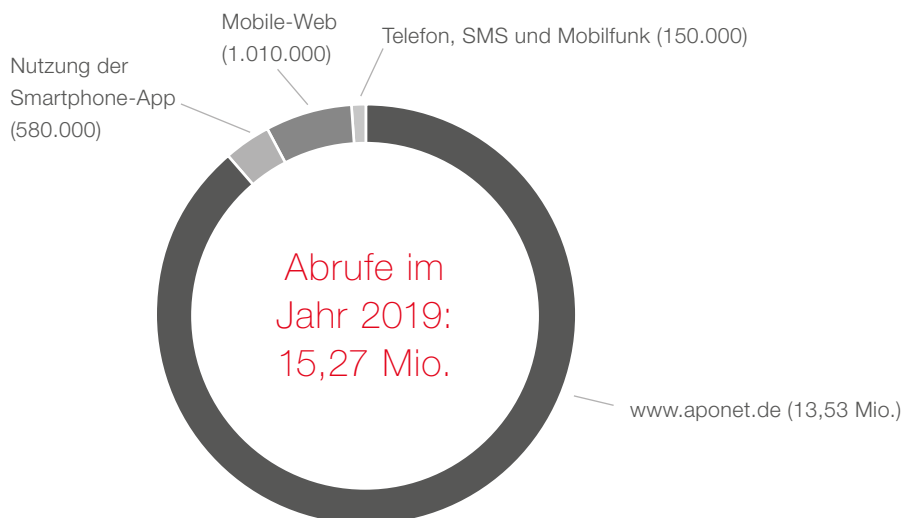 Mobile-Web
(1.010.000)
Telefon, SMS und Mobilfunk (150.000)
Nutzung der
Smartphone-App
(580.000)
Abrufe im
Jahr 2019:
15,27 Mio.
www.aponet.de (13,53 Mio.)